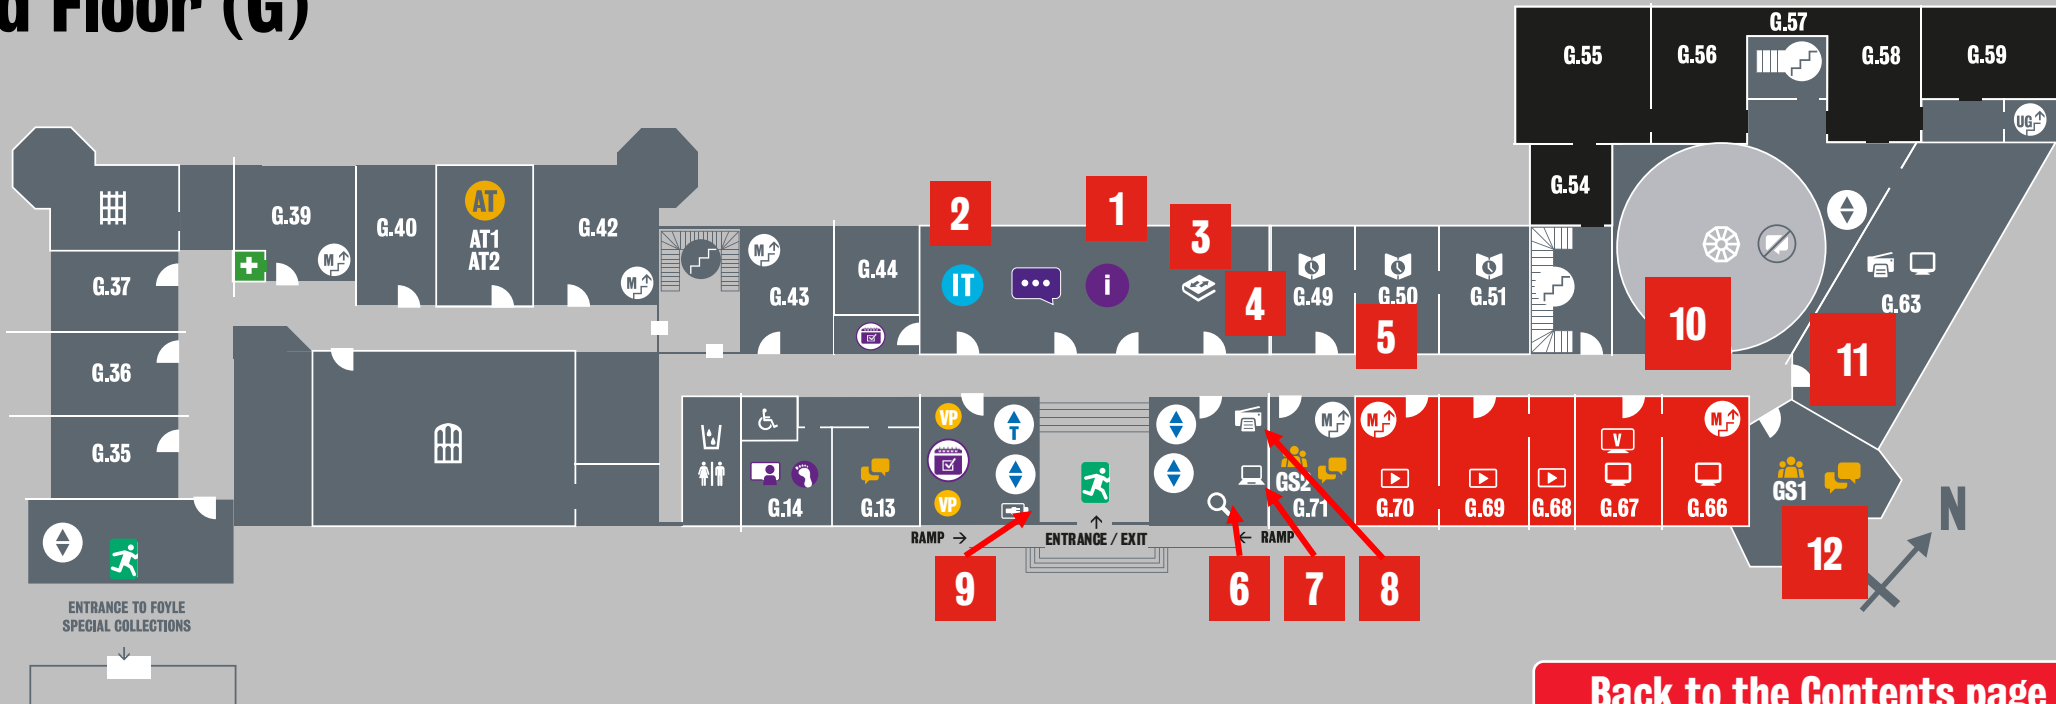 d Floor (G)
G.57
G.55
G.56
G.58
G.59
UG
G.54
2
1
3
G.39
G.40
AT
AT1
AT2
G.42
M
M
M
G.43
G.44
IT
i
4
G.49
G.50
G.51
5
10
G.63
11
G.37
G.36
G.35
G.14
G.13
VP
VP
T
M
GS2
G.71
M
G.70
G.69
G.68
V
G.67
M
G.66
GS1
12
N
RAMP →
↑
ENTRANCE / EXIT
← RAMP
9
6
7
8
ENTRANCE TO FOYLE
SPECIAL COLLECTIONS
Back to the Contents page